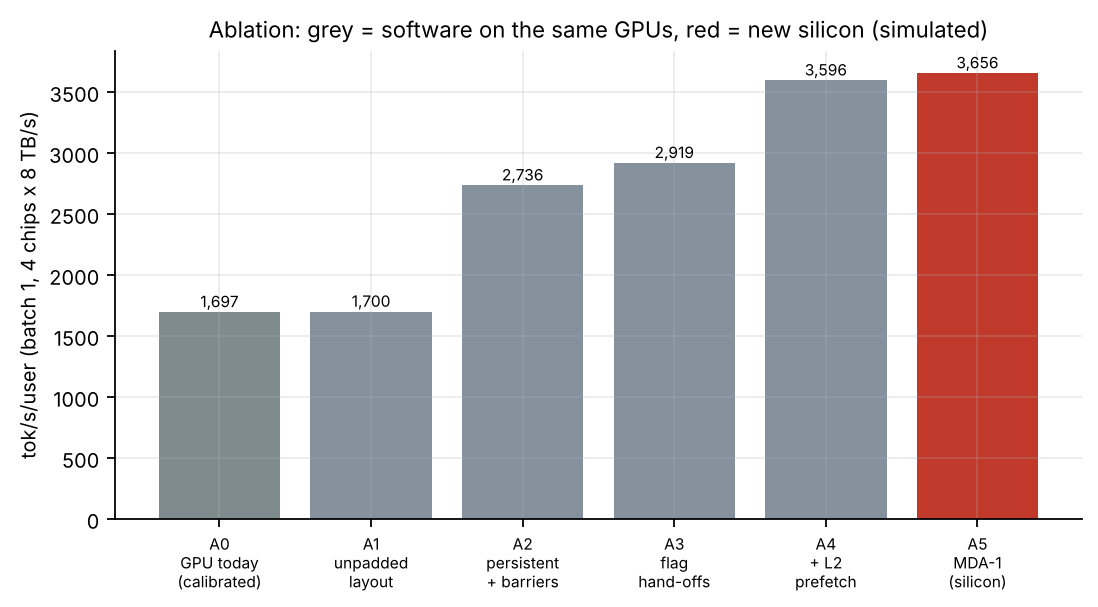 Ablation: grey = software on the same GPUs, red = new silicon (simulated)
tok/s/user (batch 1, 4 chips x 8 TB/s)
3500
3000
2500
2000
1500
1000
500
0
1,697
1,700
2,736
2,919
3,596
3,656
A0
GPU today
(calibrated)
A1
unpadded
layout
A2
persistent
+ barriers
A3
flag
hand-offs
A4
+ L2
prefetch
A5
MDA-1
(silicon)